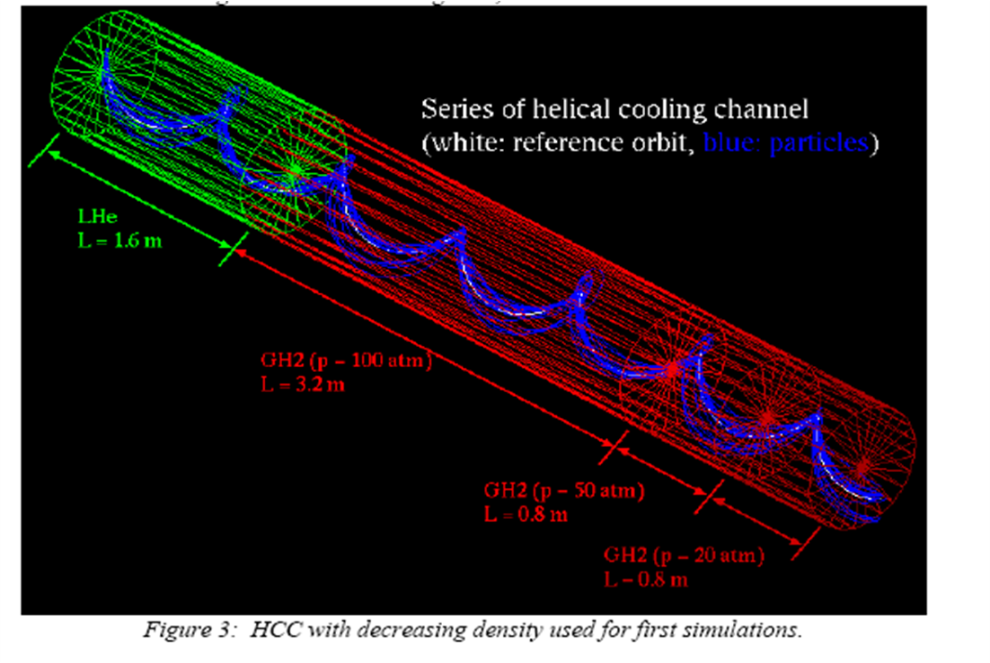 Series of helical cooling channel
(white: reference orbit, blue: particles)
LHe
L = 1.6 m
GH2 (p – 100 atm)
L = 3.2 m
GH2 (p – 50 atm)
L = 0.8 m
GH2 (p – 20 atm)
L – 0.8 m
Figure 3: HCC with decreasing density used for first simulations.